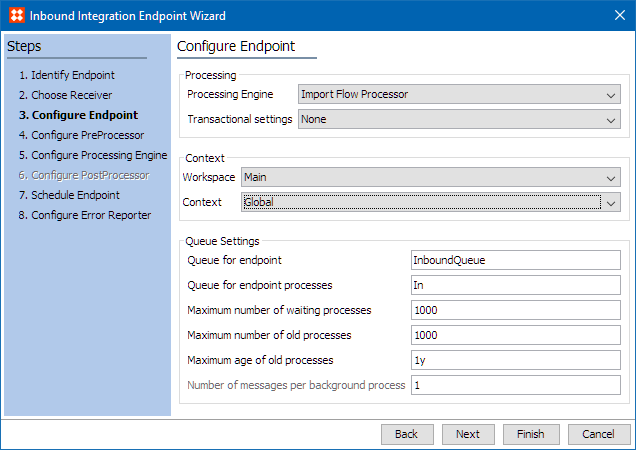 Inbound Integration Endpoint Wizard
Steps
1. Identify Endpoint
2. Choose Receiver
3. Configure Endpoint
4. Configure PreProcessor
5. Configure Processing Engine
6. Configure PostProcessor
7. Schedule Endpoint
8. Configure Error Reporter
Configure Endpoint
Processing
Processing Engine Import Flow Processor
Transactional settings None
Context
Workspace Main
Context Global
Queue Settings
Queue for endpoint InboundQueue
Queue for endpoint processes In
Maximum number of waiting processes 1000
Maximum number of old processes 1000
Maximum age of old processes 1y
Number of messages per background process 1
Back Next Finish Cancel